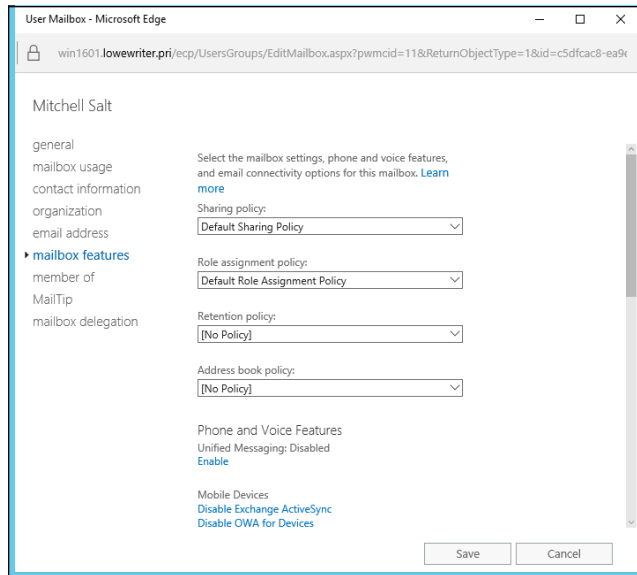 User Mailbox - Microsoft Edge
win1601.lowewriter.pri/ecp/UsersGroups/EditMailbox.aspx?pwmcid=11&ReturnObjectType=1&id=c5dfcac8-ea9e
Mitchell Salt
general
mailbox usage
contact information
organization
email address
mailbox features
member of
MailTip
mailbox delegation
Select the mailbox settings, phone and voice features,
and email connectivity options for this mailbox. Learn
more
Sharing policy:
Default Sharing Policy
Role assignment policy:
Default Role Assignment Policy
Retention policy:
[No Policy]
Address book policy:
[No Policy]
Phone and Voice Features
Unified Messaging: Disabled
Enable
Mobile Devices
Disable Exchange ActiveSync
Disable OWA for Devices
Save
Cancel